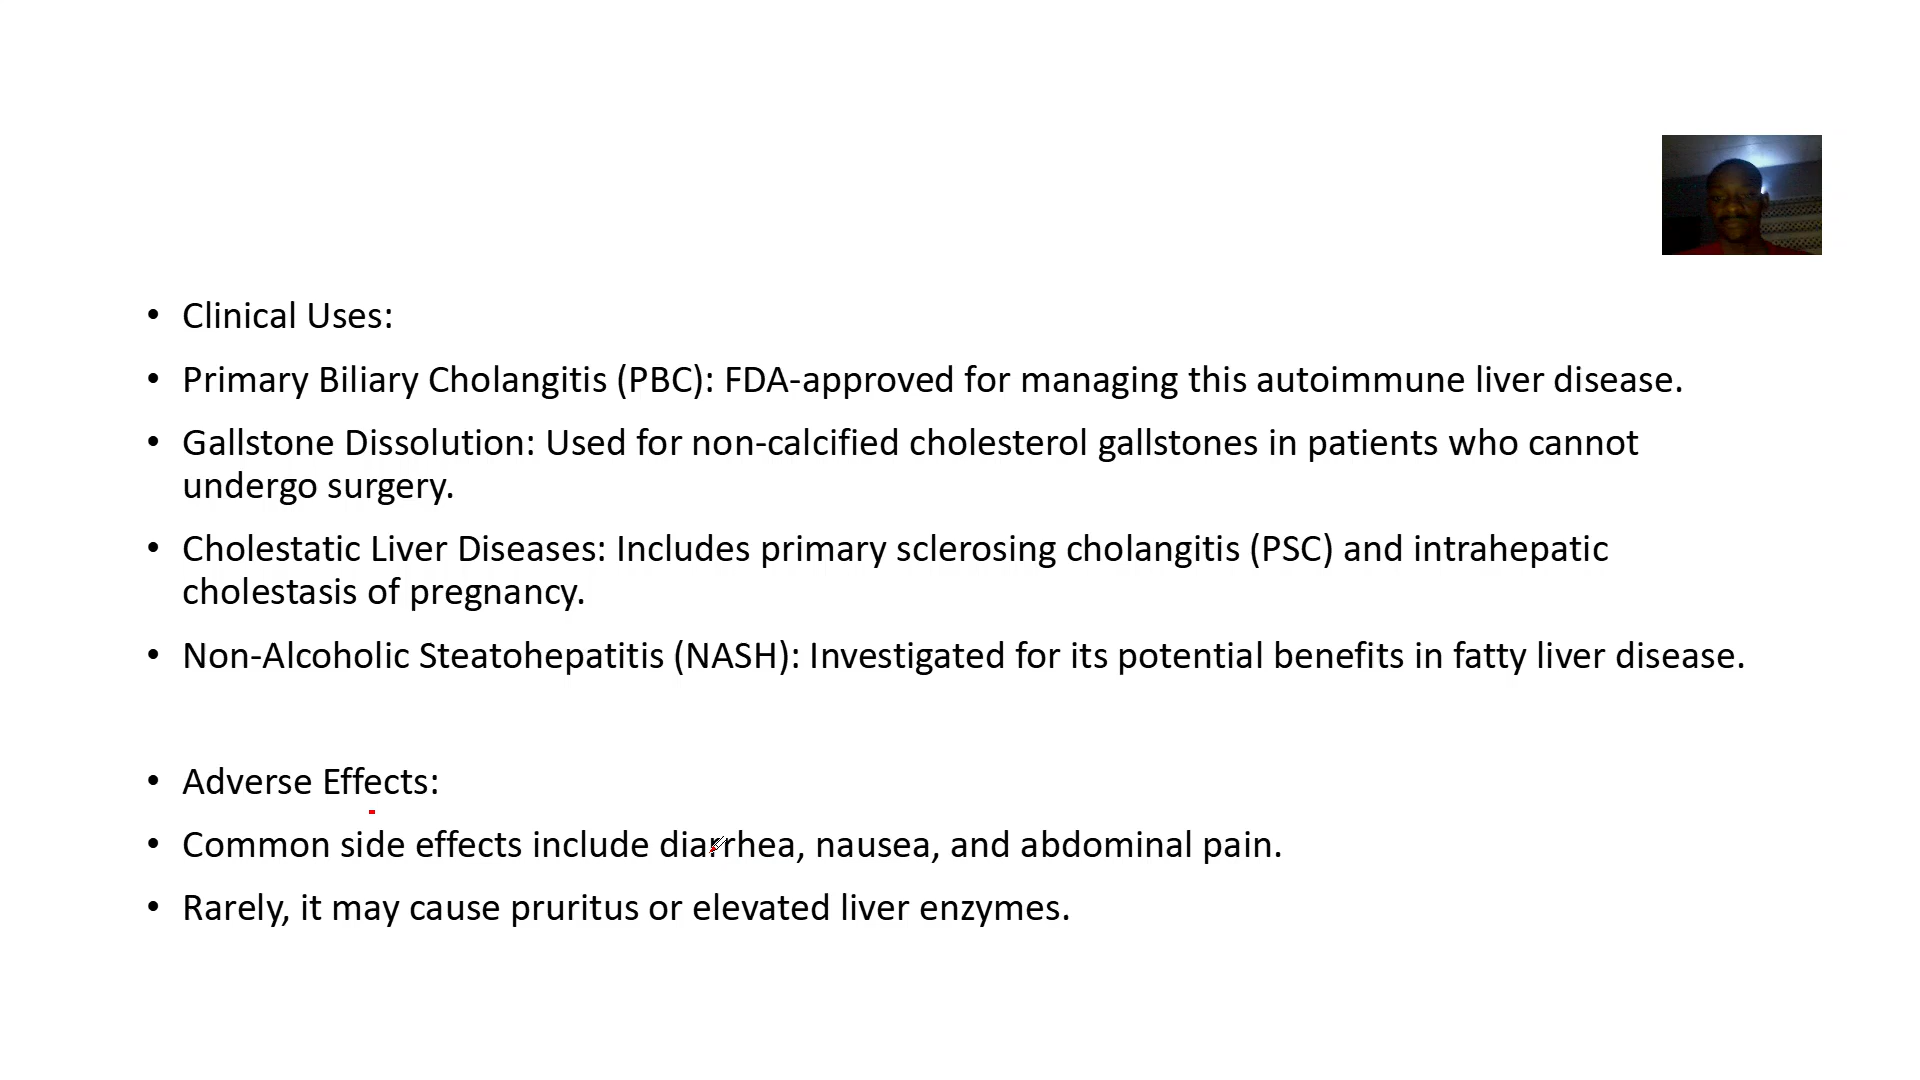 • Clinical Uses:
• Primary Biliary Cholangitis (PBC): FDA-approved for managing this autoimmune liver disease.
• Gallstone Dissolution: Used for non-calcified cholesterol gallstones in patients who cannot
undergo surgery.
• Cholestatic Liver Diseases: Includes primary sclerosing cholangitis (PSC) and intrahepatic
cholestasis of pregnancy.
• Non-Alcoholic Steatohepatitis (NASH): Investigated for its potential benefits in fatty liver disease.
• Adverse Effects:
• Common side effects include diarrhea, nausea, and abdominal pain.
• Rarely, it may cause pruritus or elevated liver enzymes.